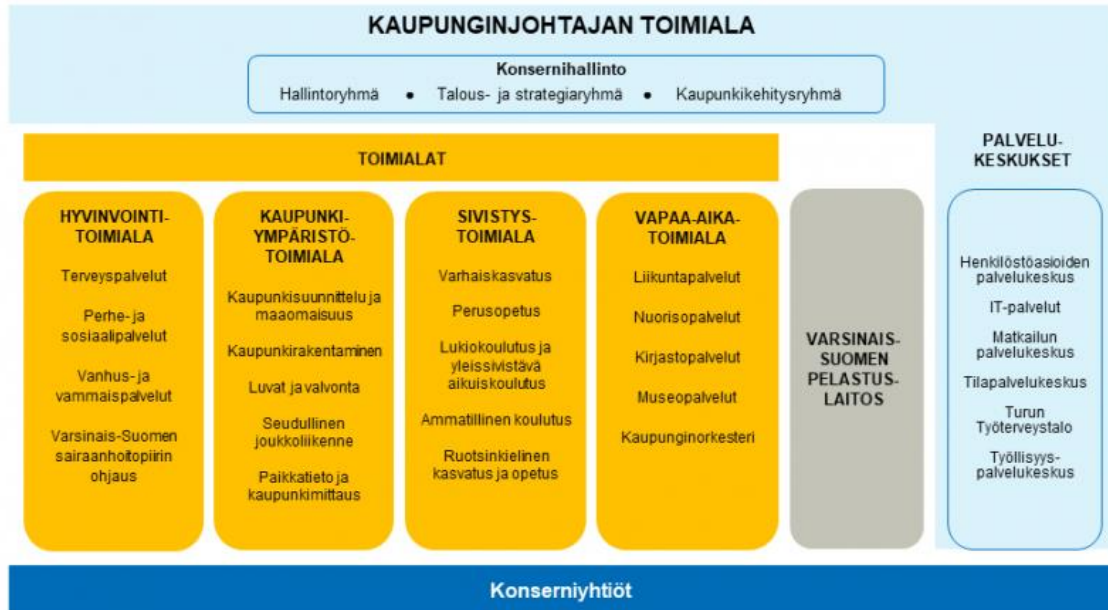 KAUPUNGINJOHTAJAN TOIMIALA
Konsernihallinto
Hallintoryhmä • Talous- ja strategiaryhmä • Kaupunkikehitysryhmä
TOIMIALAT
HYVINVOINTI-
TOIMIALA
Terveyspalvelut
Perhe- ja
sosiaalipalvelut
Vanhus- ja
vammaispalvelut
Varsinais-Suomen
sairaanhoitopiirin
ohjaus
KAUPUNKI-
YMPÄRISTÖ-
TOIMIALA
Kaupunkisuunnittelu ja
maaomaisuus
Kaupunkirakentaminen
Luvat ja valvonta
Seudullinen
joukkoliikenne
Paikkatieto ja
kaupunkimittaus
SIVISTYS-
TOIMIALA
Varhaiskasvatus
Perusopetus
Lukiokoulutus ja
yleissivistävä
aikuiskoulutus
Ammatillinen koulutus
Ruotsinkielinen
kasvatus ja opetus
VAPAA-AIKA-
TOIMIALA
Liikuntapalvelut
Nuorisopalvelut
Kirjastopalvelut
Museopalvelut
Kaupunginorkesteri
VARSINAIS-
SUOMEN
PELASTUS-
LAITOS
PALVELU-
KESKUKSET
Henkilöstöasioiden
palvelukeskus
IT-palvelut
Matkailun
palvelukeskus
Tilapalvelukeskus
Turun
Työterveystalo
Työllisyys-
palvelukeskus
Konserniyhtiöt